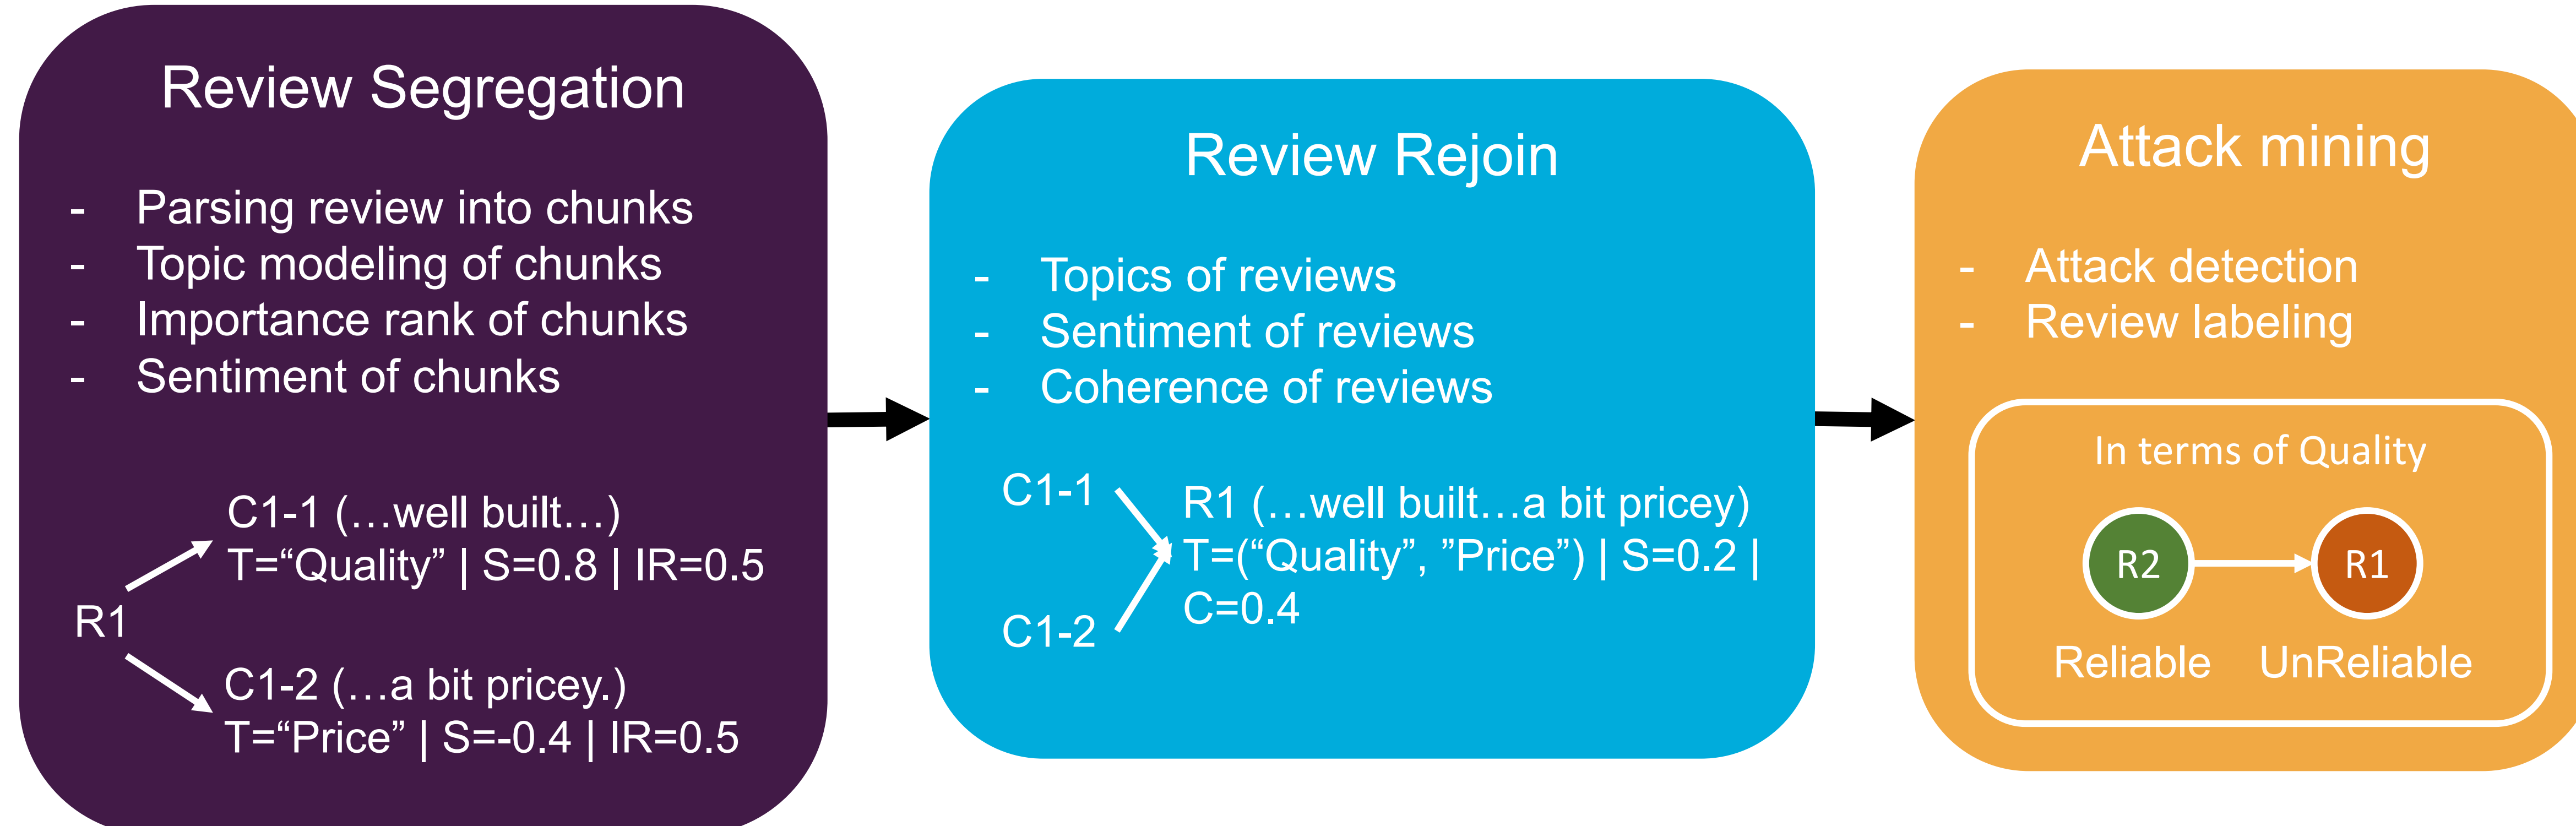 Review Segregation
- Parsing review into chunks
- Topic modeling of chunks
- Importance rank of chunks
- Sentiment of chunks
C1-1 (…well built…)
T=“Quality” | S=0.8 | IR=0.5
R1
C1-2 (…a bit pricey.)
T=“Price” | S=-0.4 | IR=0.5
Review Rejoin
- Topics of reviews
- Sentiment of reviews
- Coherence of reviews
C1-1
C1-2
R1 (…well built…a bit pricey)
T=(“Quality”, ”Price”) | S=0.2 |
C=0.4
Attack mining
- Attack detection
- Review labeling
In terms of Quality
R2 R1
Reliable UnReliable